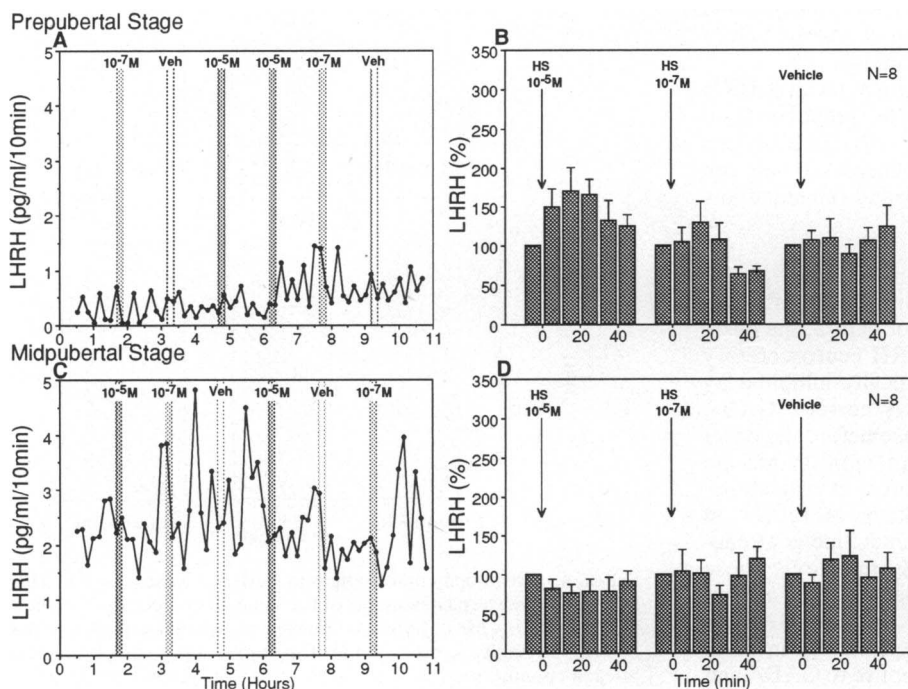 Prepubertal Stage
A
LHRH (pg/ml/10min)
5
4
3
2
1
0
10-7M Veh 10-5M 10-5M 10-7M Veh
0 1 2 3 4 5 6 7 8 9 10 11
B
LHRH (%)
350
300
250
200
150
100
50
0
HS
10-5M
HS
10-7M
Vehicle
N=8
0 20 40 0 20 40 0 20 40
Midpubertal Stage
C
LHRH (pg/ml/10min)
5
4
3
2
1
0
10-5M 10-7M Veh 10-5M Veh 10-7M
0 1 2 3 4 5 6 7 8 9 10 11
Time (Hours)
D
LHRH (%)
350
300
250
200
150
100
50
0
HS
10-5M
HS
10-7M
Vehicle
N=8
0 20 40 0 20 40 0 20 40
Time (min)